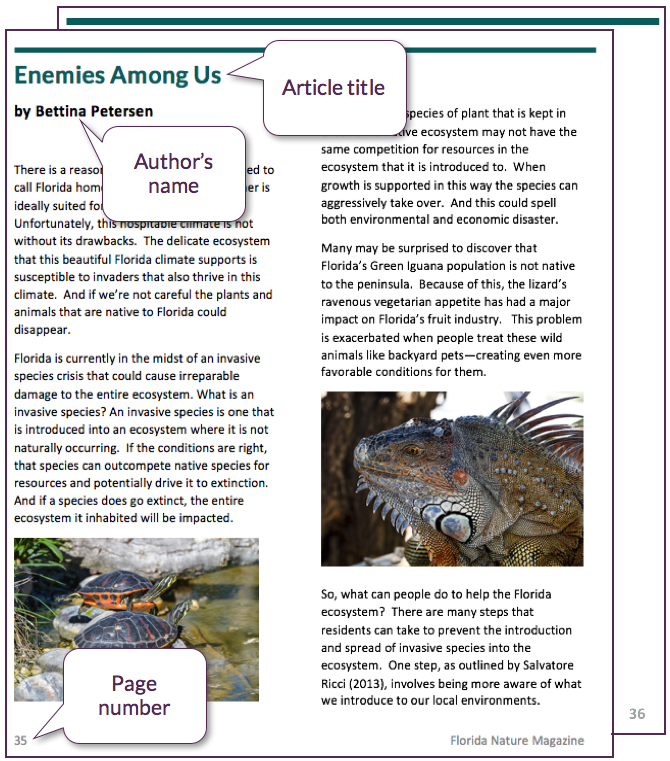 Enemies Among Us
Article title
by Bettina Petersen
Author's
name
There is a reason ed to
call Florida home er is
ideally suited for
Unfortunately, this hospitable climate is not
without its drawbacks. The delicate ecosystem
that this beautiful Florida climate supports is
susceptible to invaders that also thrive in this
climate. And if we're not careful the plants and
animals that are native to Florida could
disappear.
Florida is currently in the midst of an invasive
species crisis that could cause irreparable
damage to the entire ecosystem. What is an
invasive species? An invasive species is one that
is introduced into an ecosystem where it is not
naturally occurring. If the conditions are right,
that species can outcompete native species for
resources and potentially drive it to extinction.
And if a species does go extinct, the entire
ecosystem it inhabited will be impacted.
Page
number
35
species of plant that is kept in
ecosystem may not have the
same competition for resources in the
ecosystem that it is introduced to. When
growth is supported in this way the species can
aggressively take over. And this could spell
both environmental and economic disaster.
Many may be surprised to discover that
Florida's Green Iguana population is not native
to the peninsula. Because of this, the lizard's
ravenous vegetarian appetite has had a major
impact on Florida's fruit industry. This problem
is exacerbated when people treat these wild
animals like backyard pets—creating even more
favorable conditions for them.
So, what can people do to help the Florida
ecosystem? There are many steps that
residents can take to prevent the introduction
and spread of invasive species into the
ecosystem. One step, as outlined by Salvatore
Ricci (2013), involves being more aware of what
we introduce to our local environments.
Florida Nature Magazine
36